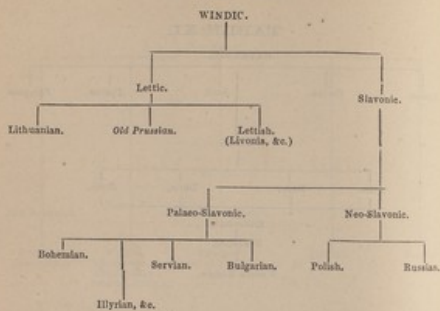 WINDIC.
Lettic.
Slavonic.
Lithuanian.
Old Prussian.
Lettish.
(Livonia, &c.)
Palaeo-Slavonic.
Neo-Slavonic.
Bohemian.
Servian.
Bulgarian.
Polish.
Russian.
Illyrian, &c.